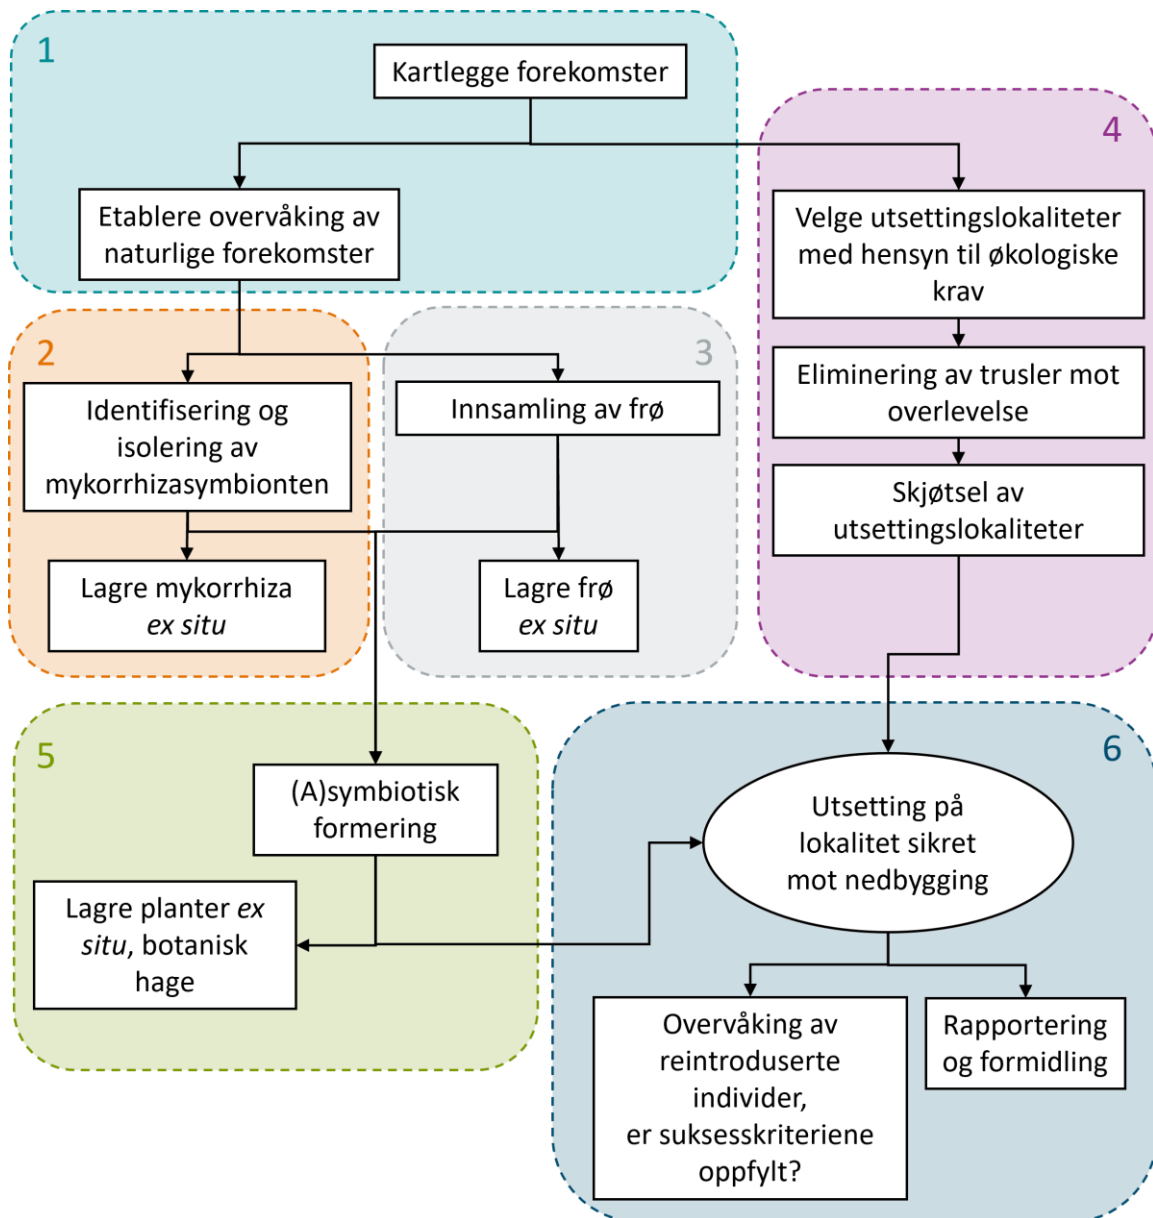 1
Kartlegge forekomster
Etablere overvåking av
naturlige forekomster
2
Identifisering og
isolering av
mykorrhizasymbionten
Lagre mykorrhiza
ex situ
3
Innsamling av frø
Lagre frø
ex situ
4
Velge utsettingslokaliteter
med hensyn til økologiske
krav
Eliminering av trusler mot
overlevelse
Skjøtsel av
utsettingslokaliteter
5
(A)symbiotisk
formering
Lagre planter ex
situ, botanisk
hage
6
Utsetting på
lokalitet sikret
mot nedbygging
Overvåking av
reintroduserte
individer,
er suksesskriteriene
oppfylt?
Rapportering
og formidling